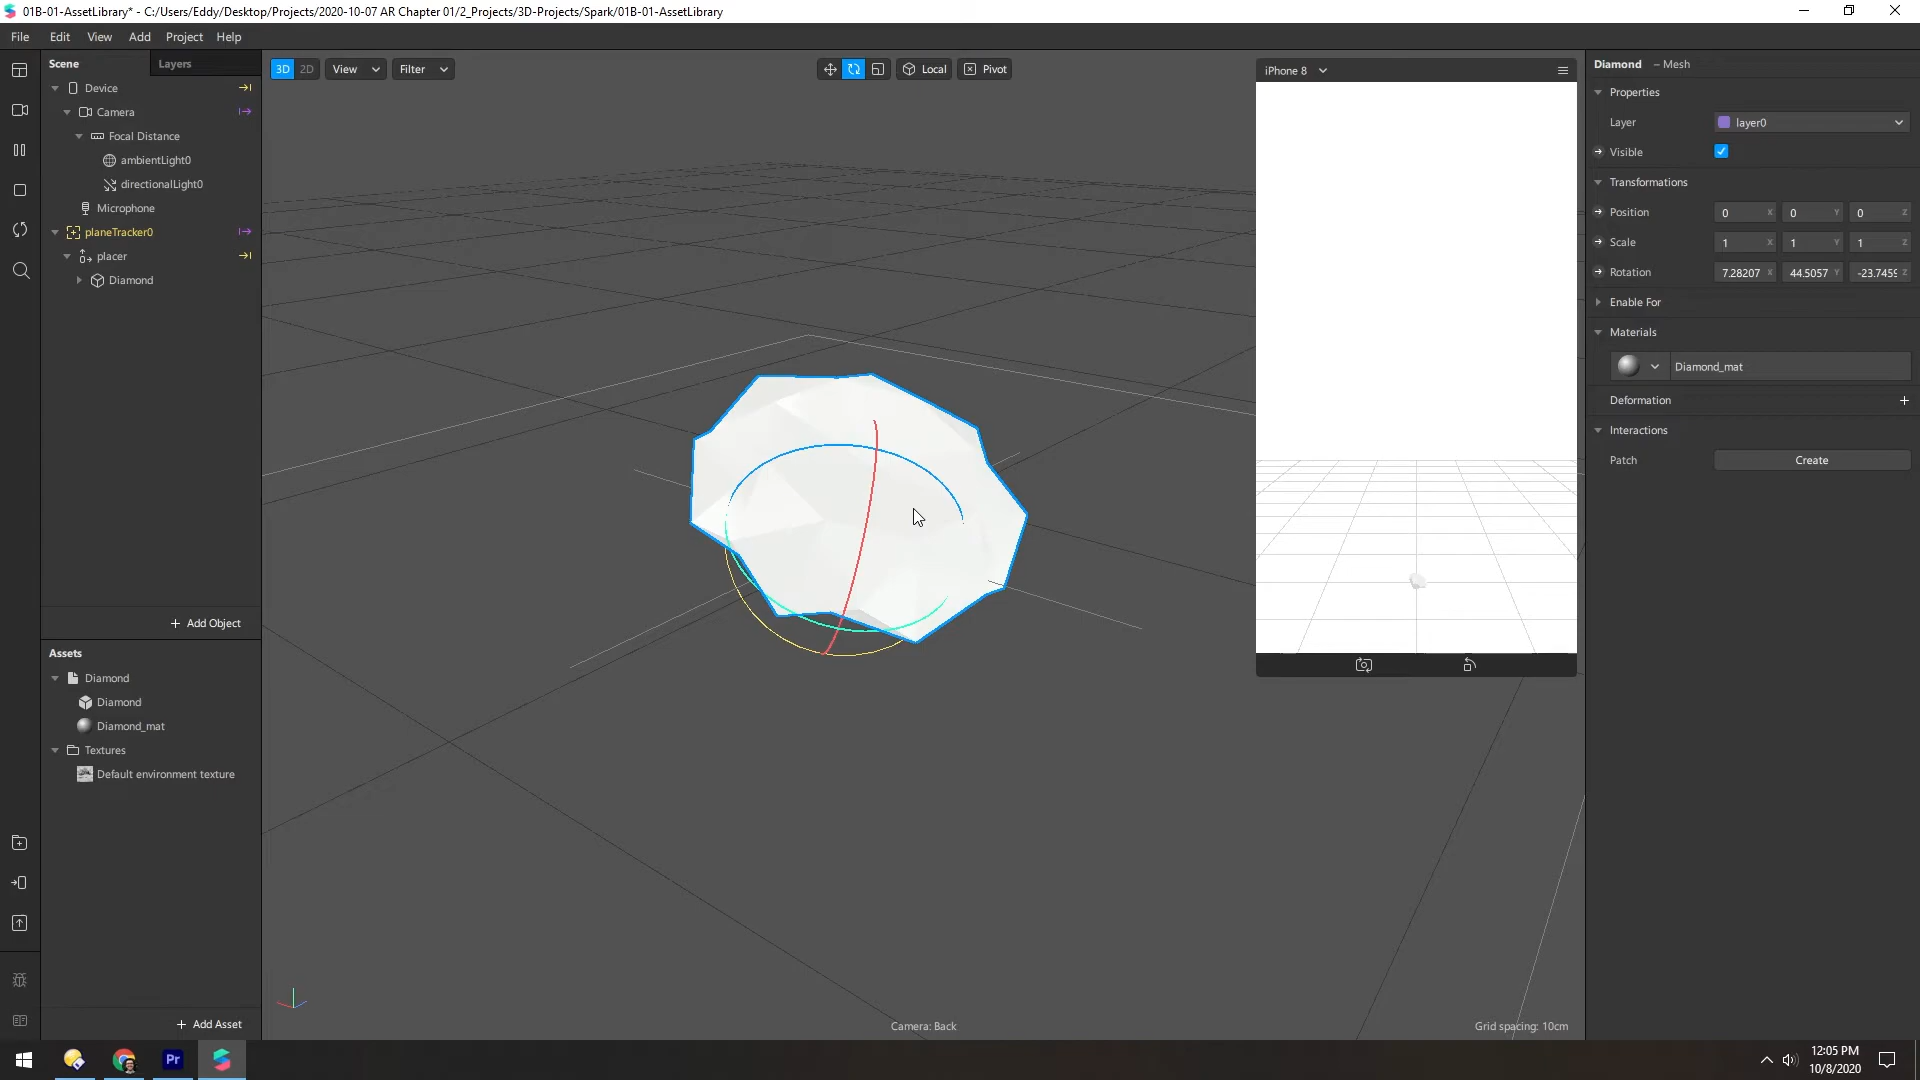 01B-01-AssetLibrary* - C:/Users/Eddy/Desktop/Projects/2020-10-07 AR Chapter 01/2_Projects/3D-Projects/Spark/01B-01-AssetLibrary
File Edit View Add Project Help
Scene Layers
Device
Camera
Focal Distance
ambientLight0
directionalLight0
Microphone
planeTracker0
placer
Diamond
+ Add Object
Assets
Diamond
Diamond
Diamond_mat
Textures
Default environment texture
+ Add Asset
3D 2D View Filter Local Pivot
iPhone 8
Camera: Back
Grid spacing: 10cm
Diamond – Mesh
Properties
Layer layer0
Visible
Transformations
Position 0 X 0 Y 0 Z
Scale 1 X 1 Y 1 Z
Rotation 7.28207 X 44.5057 Y -23.7459 Z
Enable For
Materials
Diamond_mat
Deformation +
Interactions
Patch Create
Pr
12:05 PM
10/8/2020